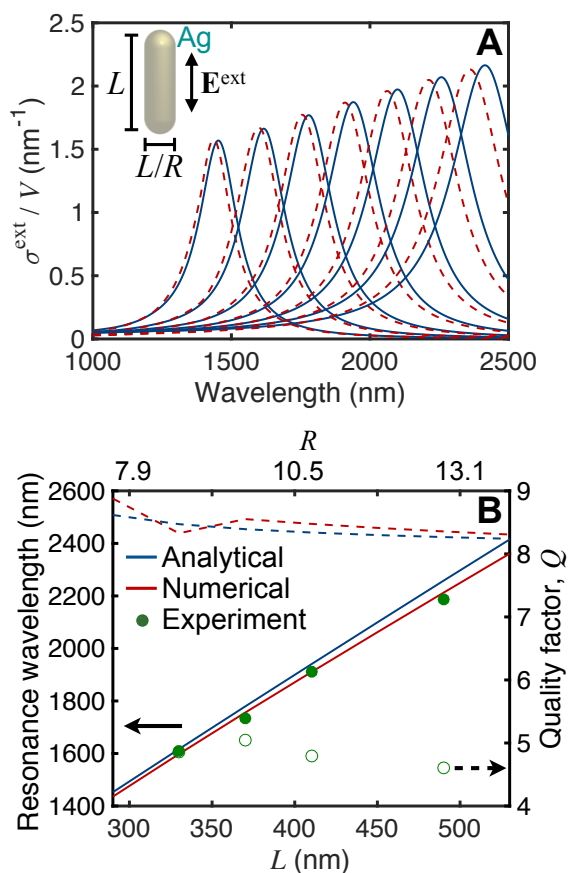 A
Ag
L
E^ext
L/R
σ^ext / V (nm⁻¹)
2.5
2
1.5
1
0.5
0
1000
1500
2000
2500
Wavelength (nm)
R
7.9
10.5
13.1
B
Resonance wavelength (nm)
2600
2400
2200
2000
1800
1600
1400
Analytical
Numerical
Experiment
9
8
7
6
5
4
Quality factor, Q
300
350
400
450
500
L (nm)